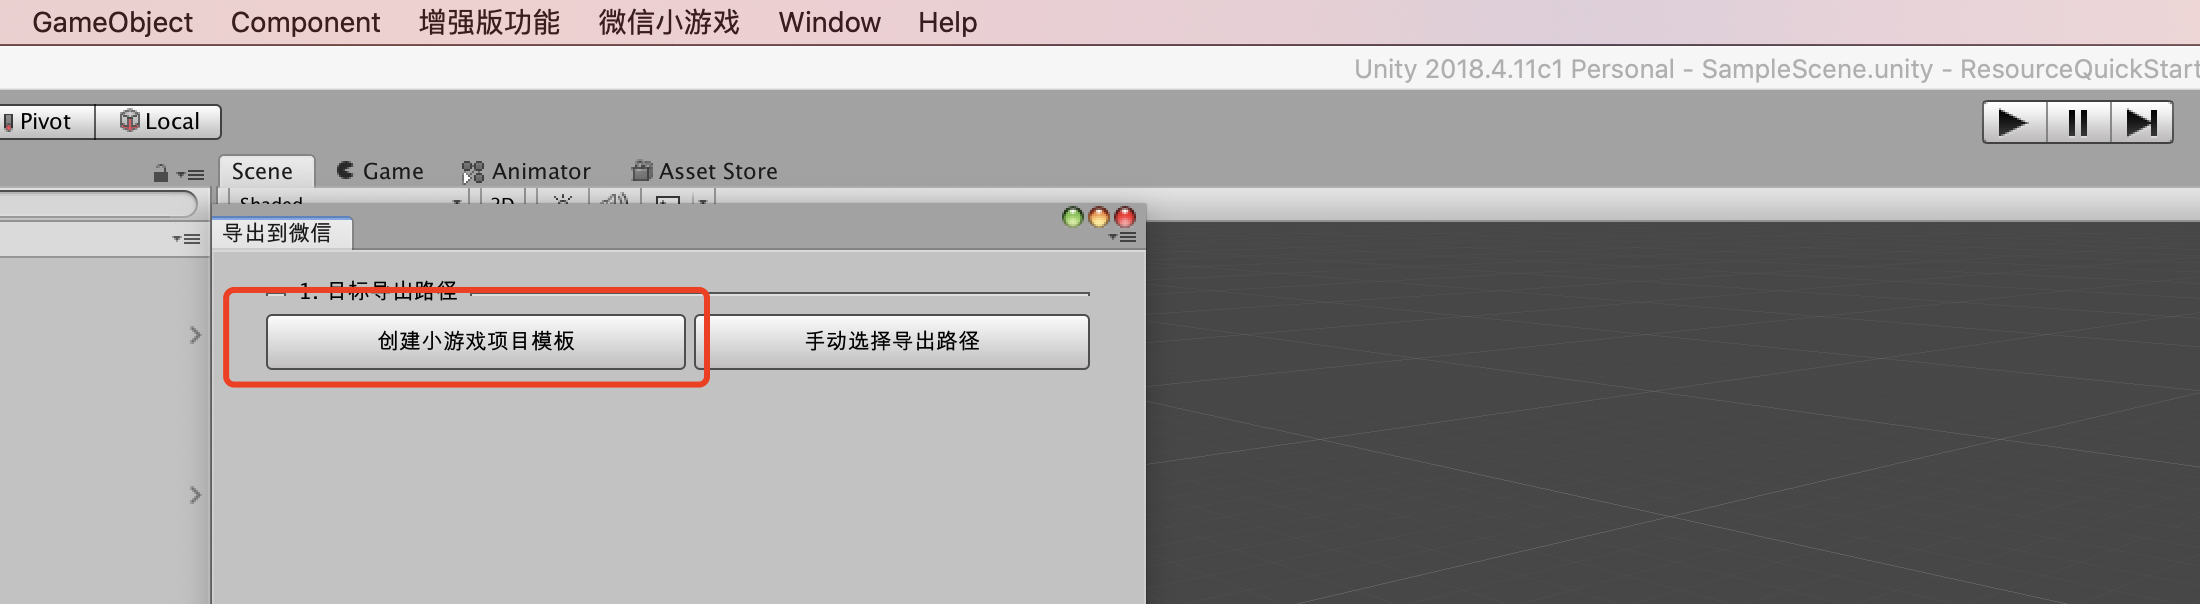 GameObject Component 增强版功能 微信小游戏 Window Help
Unity 2018.4.11c1 Personal - SampleScene.unity - ResourceQuickStart
Pivot Local
Scene Game Animator Asset Store
Shaded 2D
导出到微信
1. 目标导出路径
创建小游戏项目模板 手动选择导出路径